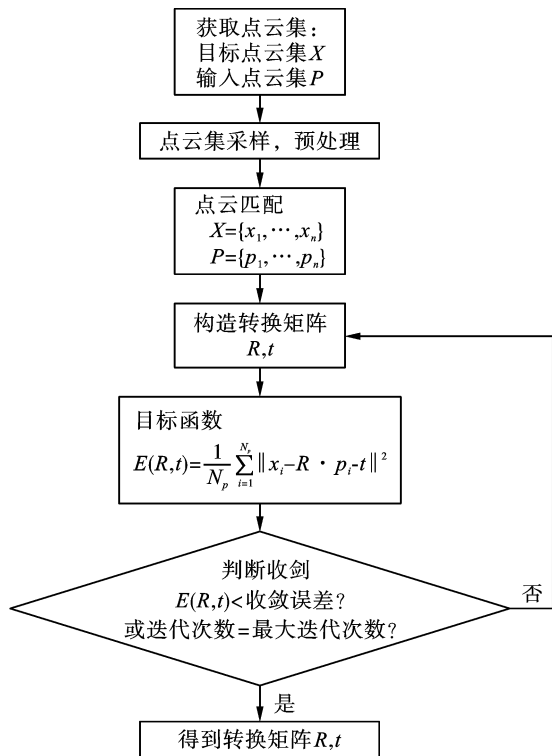 获取点云集：
目标点云集X
输入点云集P
点云集采样，预处理
点云匹配
X={x₁,⋯,xₙ}
P={p₁,⋯,pₙ}
构造转换矩阵
R,t
目标函数
E(R,t)=1/Nₚ ∑_{i=1}^{Nₚ} ‖xᵢ-R·pᵢ-t‖²
判断收剑
E(R,t)<收敛误差?
或迭代次数=最大迭代次数?
否
是
得到转换矩阵R,t